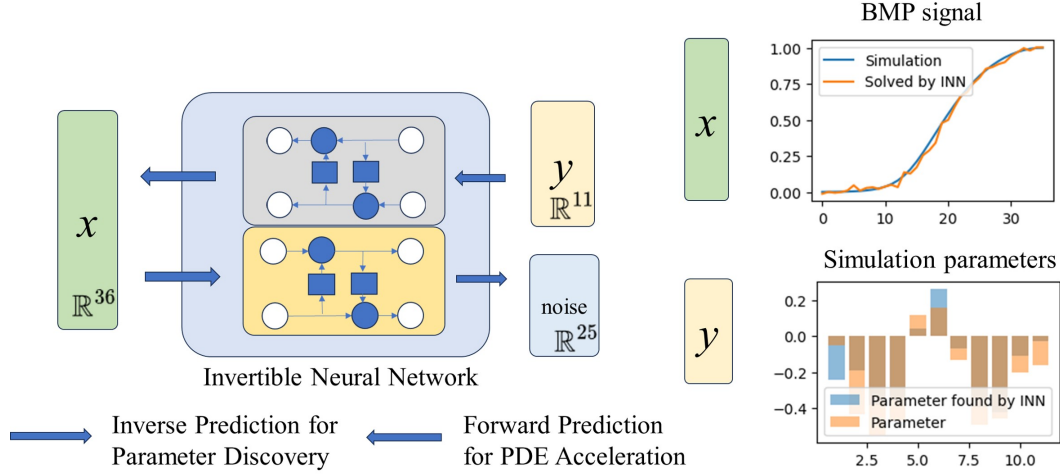 x
ℝ³⁶
y
ℝ¹¹
noise
ℝ²⁵
Invertible Neural Network
Inverse Prediction for
Parameter Discovery
Forward Prediction
for PDE Acceleration
x
y
BMP signal
1.00
0.75
0.50
0.25
0.00
Simulation
Solved by INN
0
10
20
30
Simulation parameters
0.2
0.0
−0.2
−0.4
Parameter found by INN
Parameter
2.5
5.0
7.5
10.0